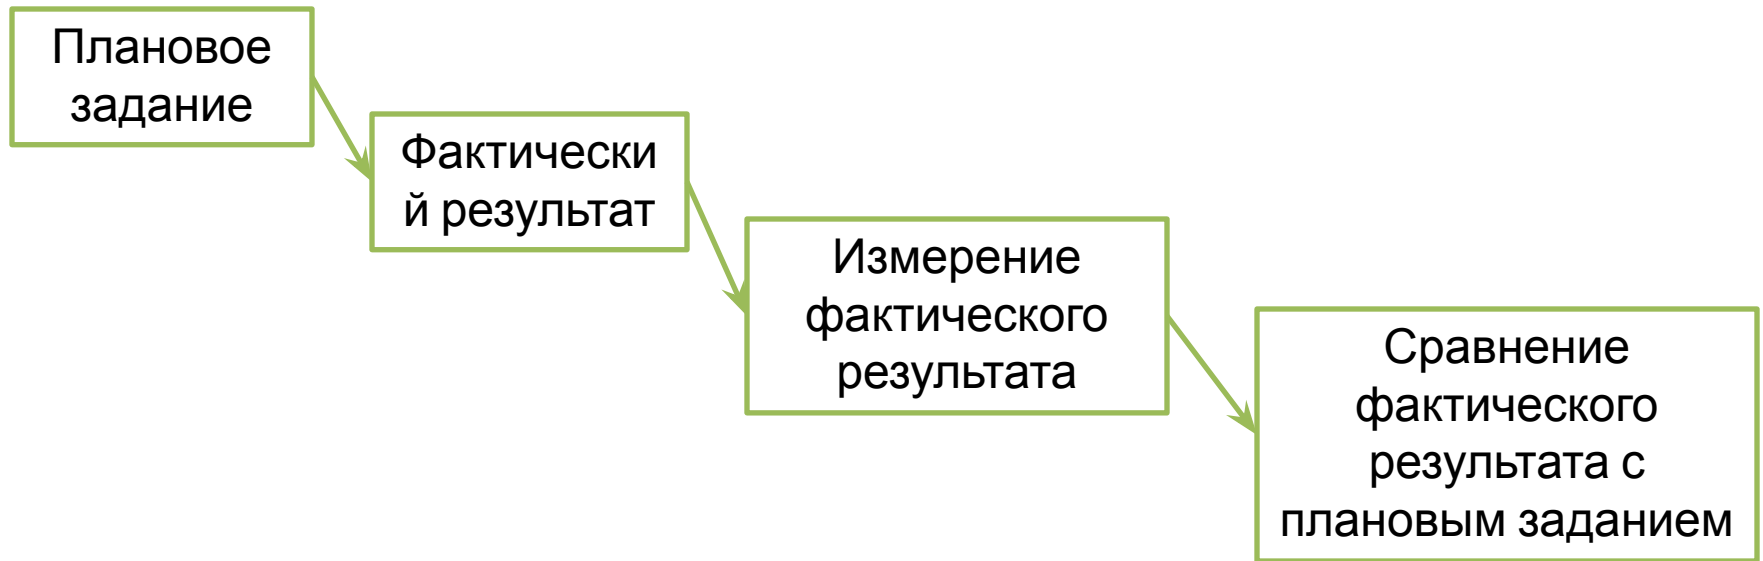 Плановое
задание
Фактически
й результат
Измерение
фактического
результата
Сравнение
фактического
результата с
плановым заданием